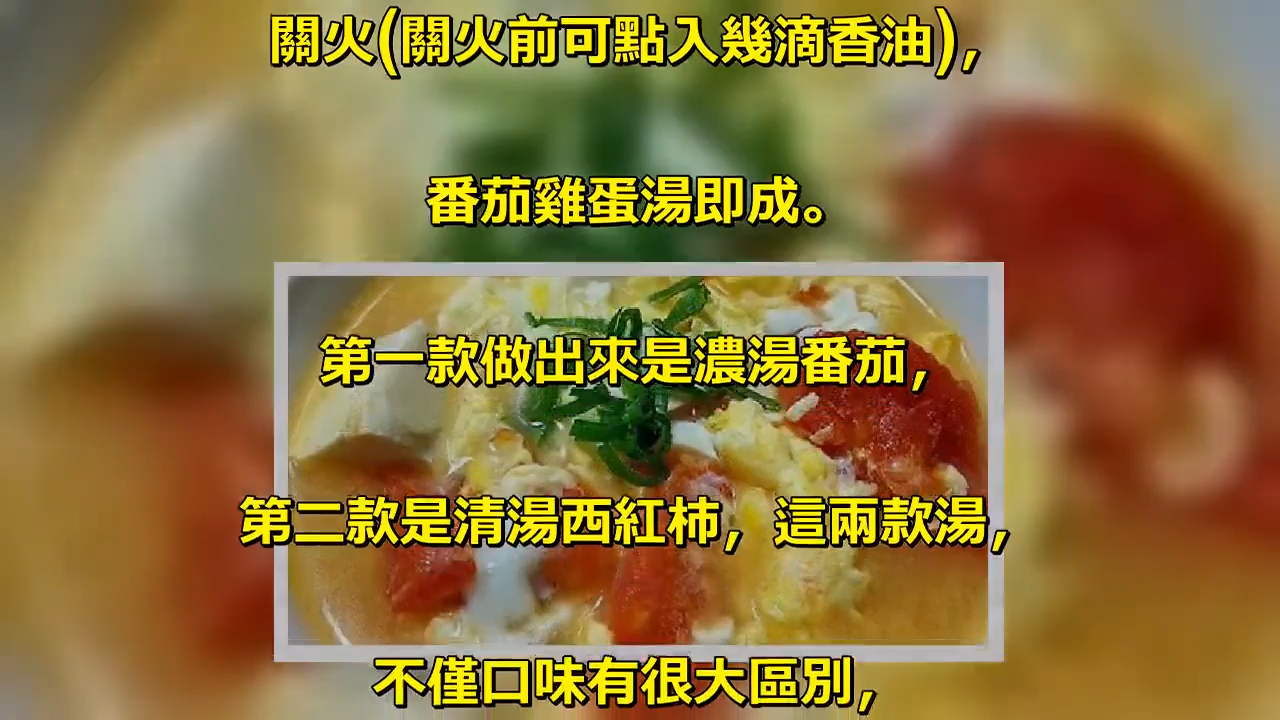 關火(關火前可點入幾滴香油)，
番茄雞蛋湯即成。
第一款做出來是濃湯番茄，
第二款是清湯西紅柿，這兩款湯，
不僅口味有很大區別，